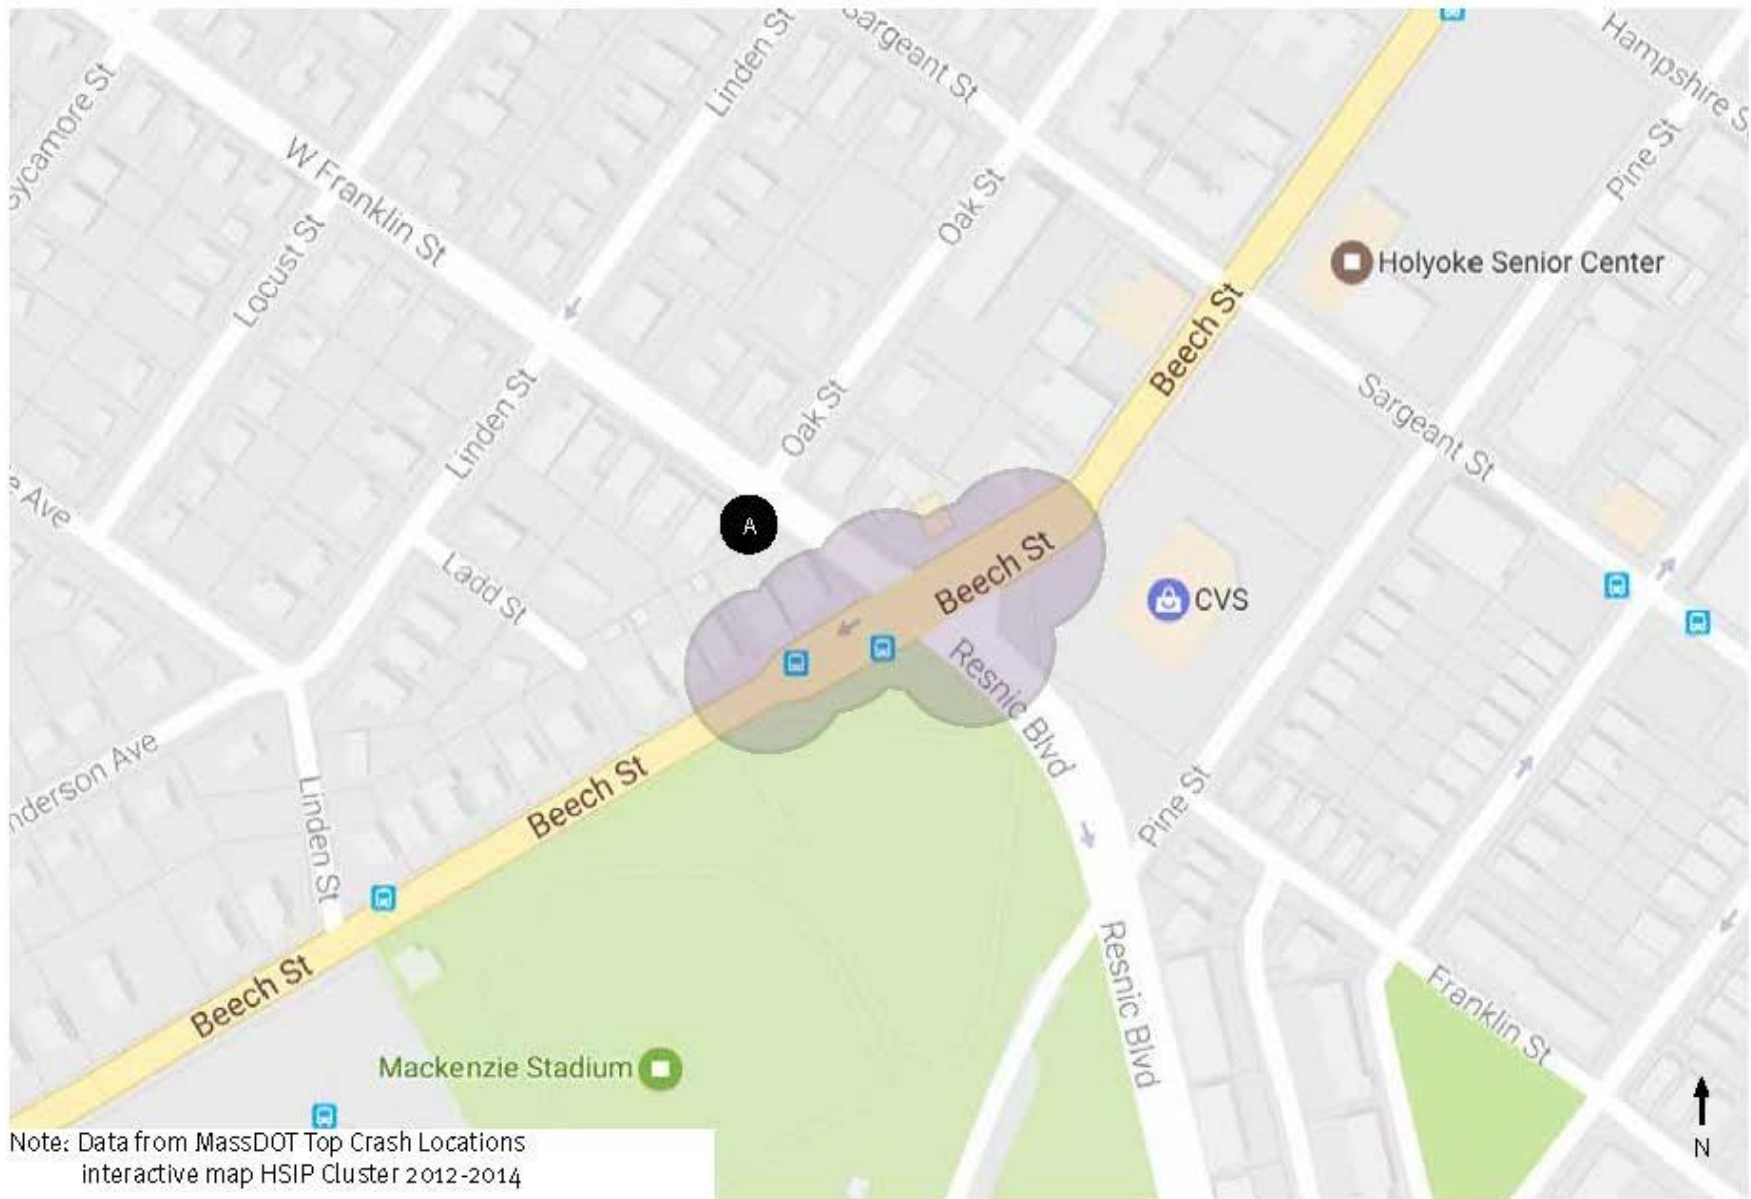 Sargeant St
Hampshire S
Linden St
Sycamore St
W Franklin St
Pine St
Oak St
Locust St
Holyoke Senior Center
Beech St
Linden St
Oak St
Sargeant St
e Ave
A
Beech St
Ladd St
CVS
Resnic Blvd
nderson Ave
Linden St
Beech St
Pine St
Resnic Blvd
Beech St
Franklin St
Mackenzie Stadium
N
Note: Data from MassDOT Top Crash Locations
interactive map HSIP Cluster 2012-2014